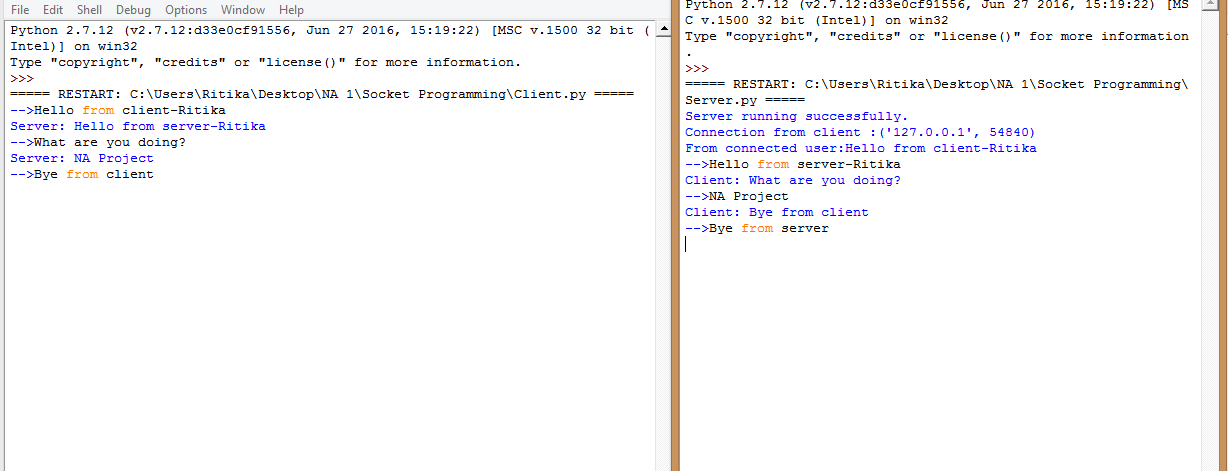 File Edit Shell Debug Options Window Help
Python 2.7.12 (v2.7.12:d33e0cf91556, Jun 27 2016, 15:19:22) [MSC v.1500 32 bit (
Intel)] on win32
Type "copyright", "credits" or "license()" for more information.
>>>
===== RESTART: C:\Users\Ritika\Desktop\NA 1\Socket Programming\Client.py =====
-->Hello from client-Ritika
Server: Hello from server-Ritika
-->What are you doing?
Server: NA Project
-->Bye from client
Python 2.7.12 (v2.7.12:d33e0cf91556, Jun 27 2016, 15:19:22) [MS
C v.1500 32 bit (Intel)] on win32
Type "copyright", "credits" or "license()" for more information
.
>>>
===== RESTART: C:\Users\Ritika\Desktop\NA 1\Socket Programming\
Server.py =====
Server running successfully.
Connection from client :('127.0.0.1', 54840)
From connected user:Hello from client-Ritika
-->Hello from server-Ritika
Client: What are you doing?
-->NA Project
Client: Bye from client
-->Bye from server